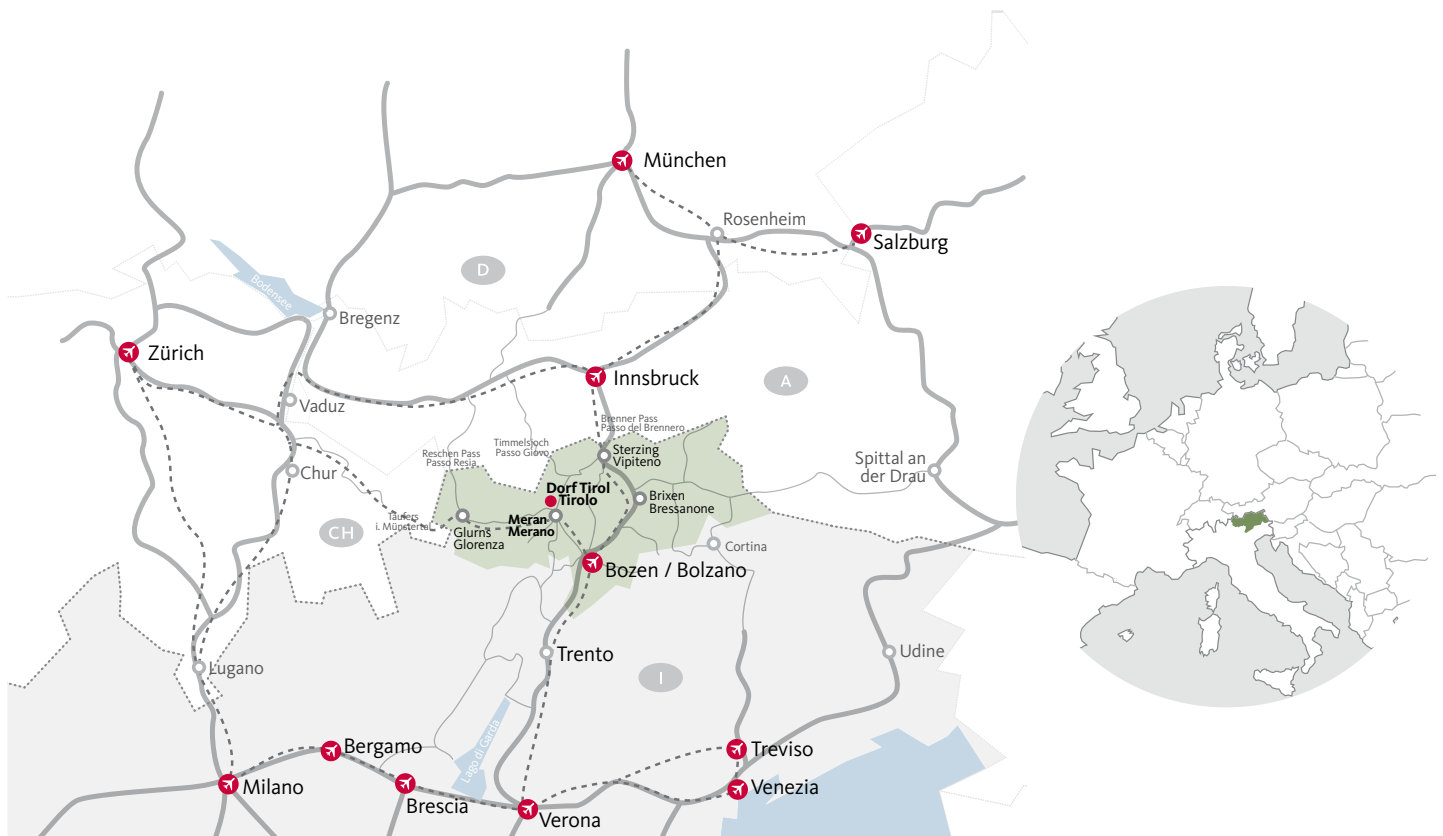 München
Rosenheim
Salzburg
D
Bodensee
Bregenz
Zürich
Innsbruck
A
Vaduz
Brenner Pass
Passo del Brennero
Timmelsjoch
Passo Giovo
Reschen Pass
Passo Resia
Sterzing
Vipiteno
Spittal an
der Drau
Chur
Dorf Tirol
Tirolo
Brixen
Bressanone
Meran
Merano
Taufers
i. Münstertal
CH
Glurns
Glorenza
Cortina
Bozen / Bolzano
Trento
Udine
Lugano
I
Lago di Garda
Bergamo
Treviso
Milano
Brescia
Venezia
Verona